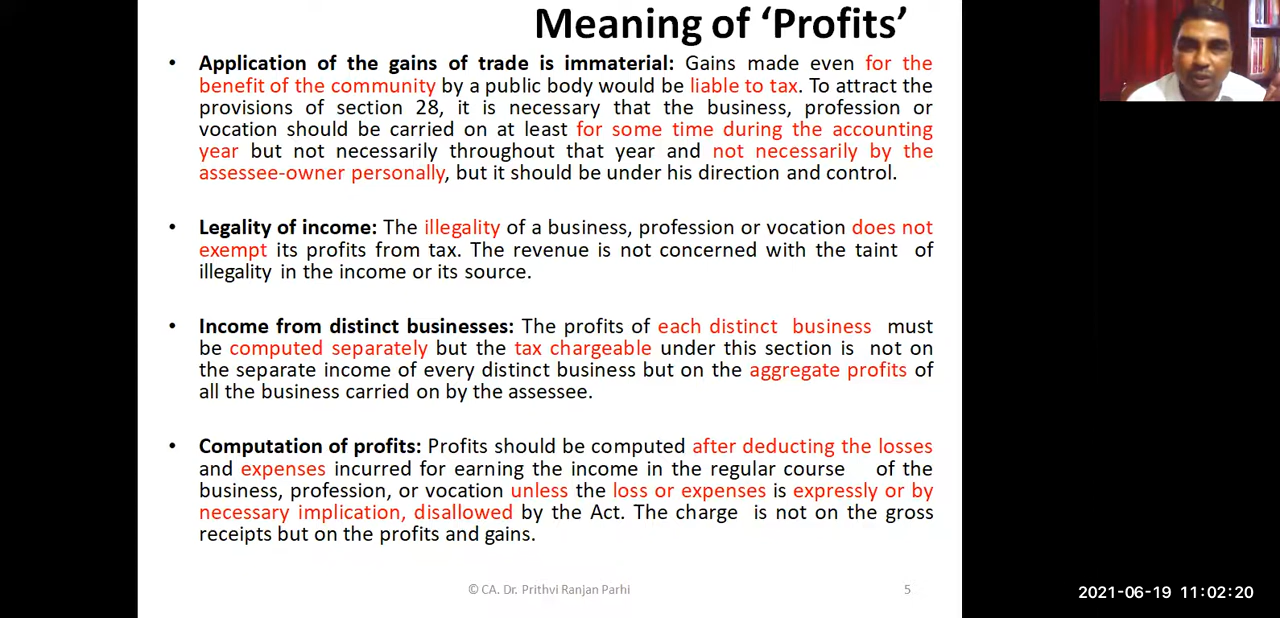 Meaning of ‘Profits’
• Application of the gains of trade is immaterial: Gains made even for the
benefit of the community by a public body would be liable to tax. To attract the
provisions of section 28, it is necessary that the business, profession or
vocation should be carried on at least for some time during the accounting
year but not necessarily throughout that year and not necessarily by the
assessee-owner personally, but it should be under his direction and control.
• Legality of income: The illegality of a business, profession or vocation does not
exempt its profits from tax. The revenue is not concerned with the taint of
illegality in the income or its source.
• Income from distinct businesses: The profits of each distinct business must
be computed separately but the tax chargeable under this section is not on
the separate income of every distinct business but on the aggregate profits of
all the business carried on by the assessee.
• Computation of profits: Profits should be computed after deducting the losses
and expenses incurred for earning the income in the regular course of the
business, profession, or vocation unless the loss or expenses is expressly or by
necessary implication, disallowed by the Act. The charge is not on the gross
receipts but on the profits and gains.
© CA. Dr. Prithvi Ranjan Parhi
5
2021-06-19 11:02:20